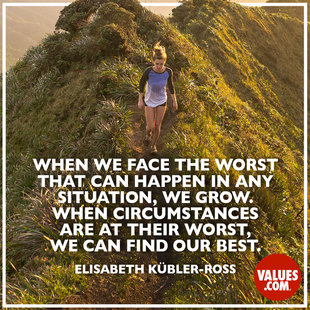 WHEN WE FACE THE WORST
THAT CAN HAPPEN IN ANY
SITUATION, WE GROW.
WHEN CIRCUMSTANCES
ARE AT THEIR WORST,
WE CAN FIND OUR BEST.
ELISABETH KÜBLER-ROSS
VALUES
.COM®